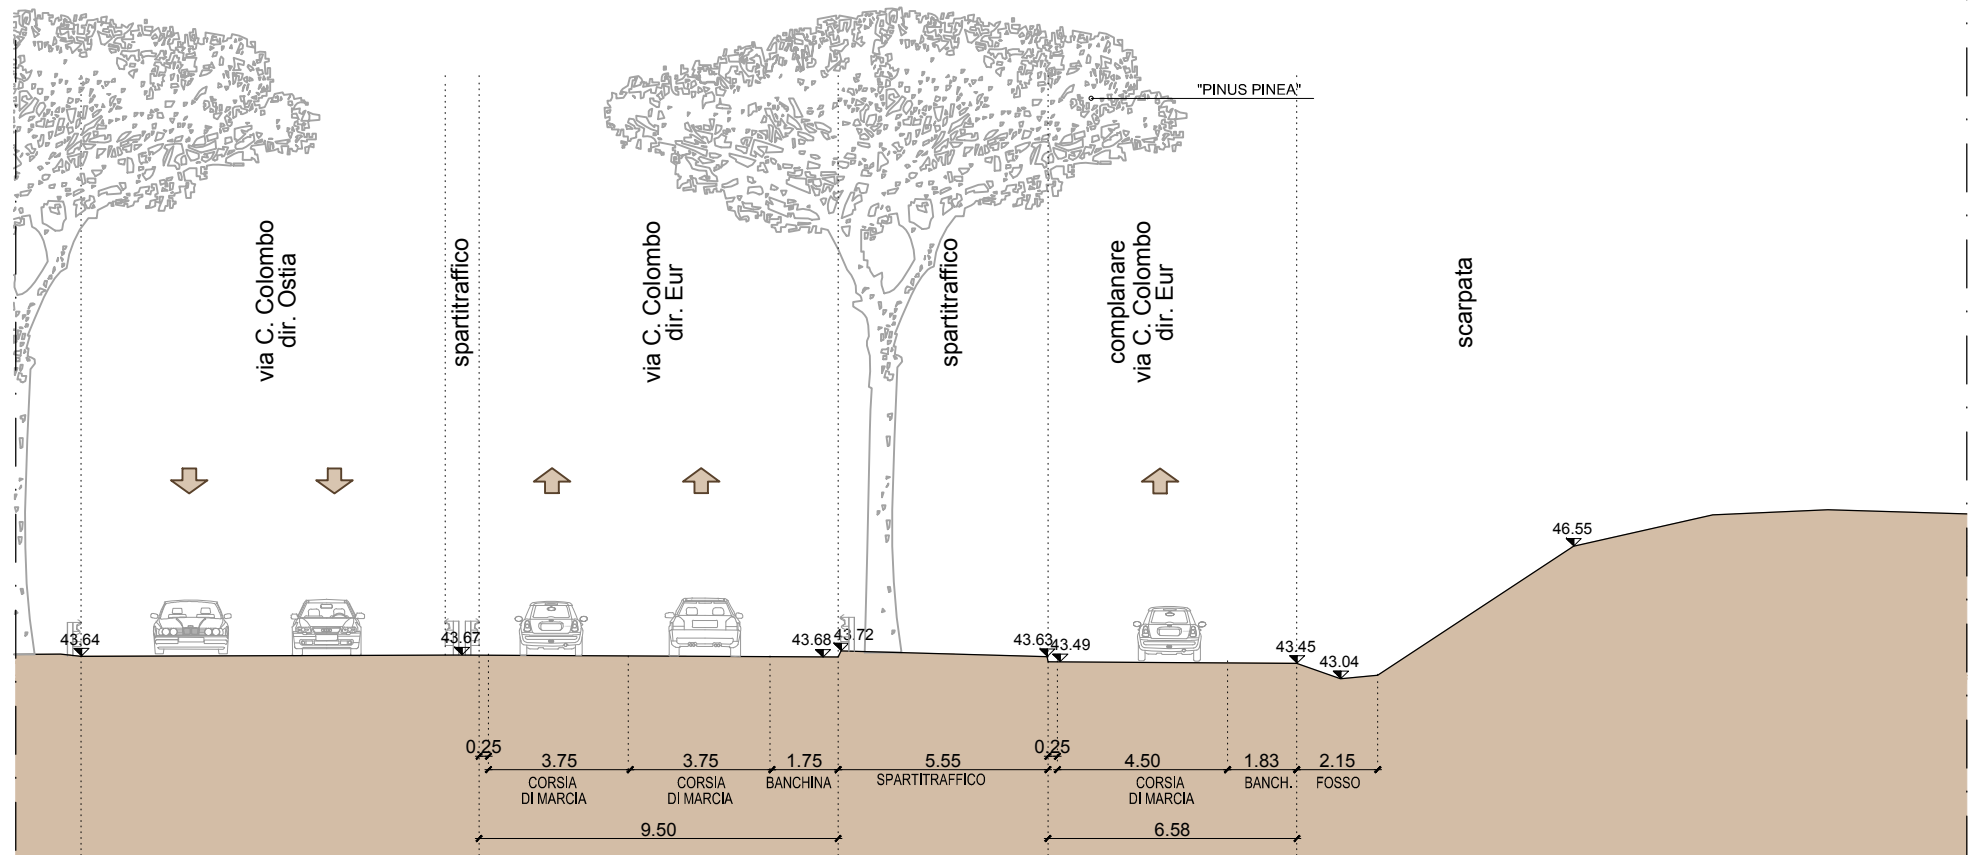 "PINUS PINEA"
via C. Colombo
dir. Ostia
spartitraffico
via C. Colombo
dir. Eur
spartitraffico
complanare
via C. Colombo
dir. Eur
scarpata
46.55
43.64
43.67
43.68
43.72
43.63
43.49
43.45
43.04
0.25
3.75
CORSIA
DI MARCIA
3.75
CORSIA
DI MARCIA
1.75
BANCHINA
5.55
SPARTITRAFFICO
0.25
4.50
CORSIA
DI MARCIA
1.83
BANCH.
2.15
FOSSO
9.50
6.58